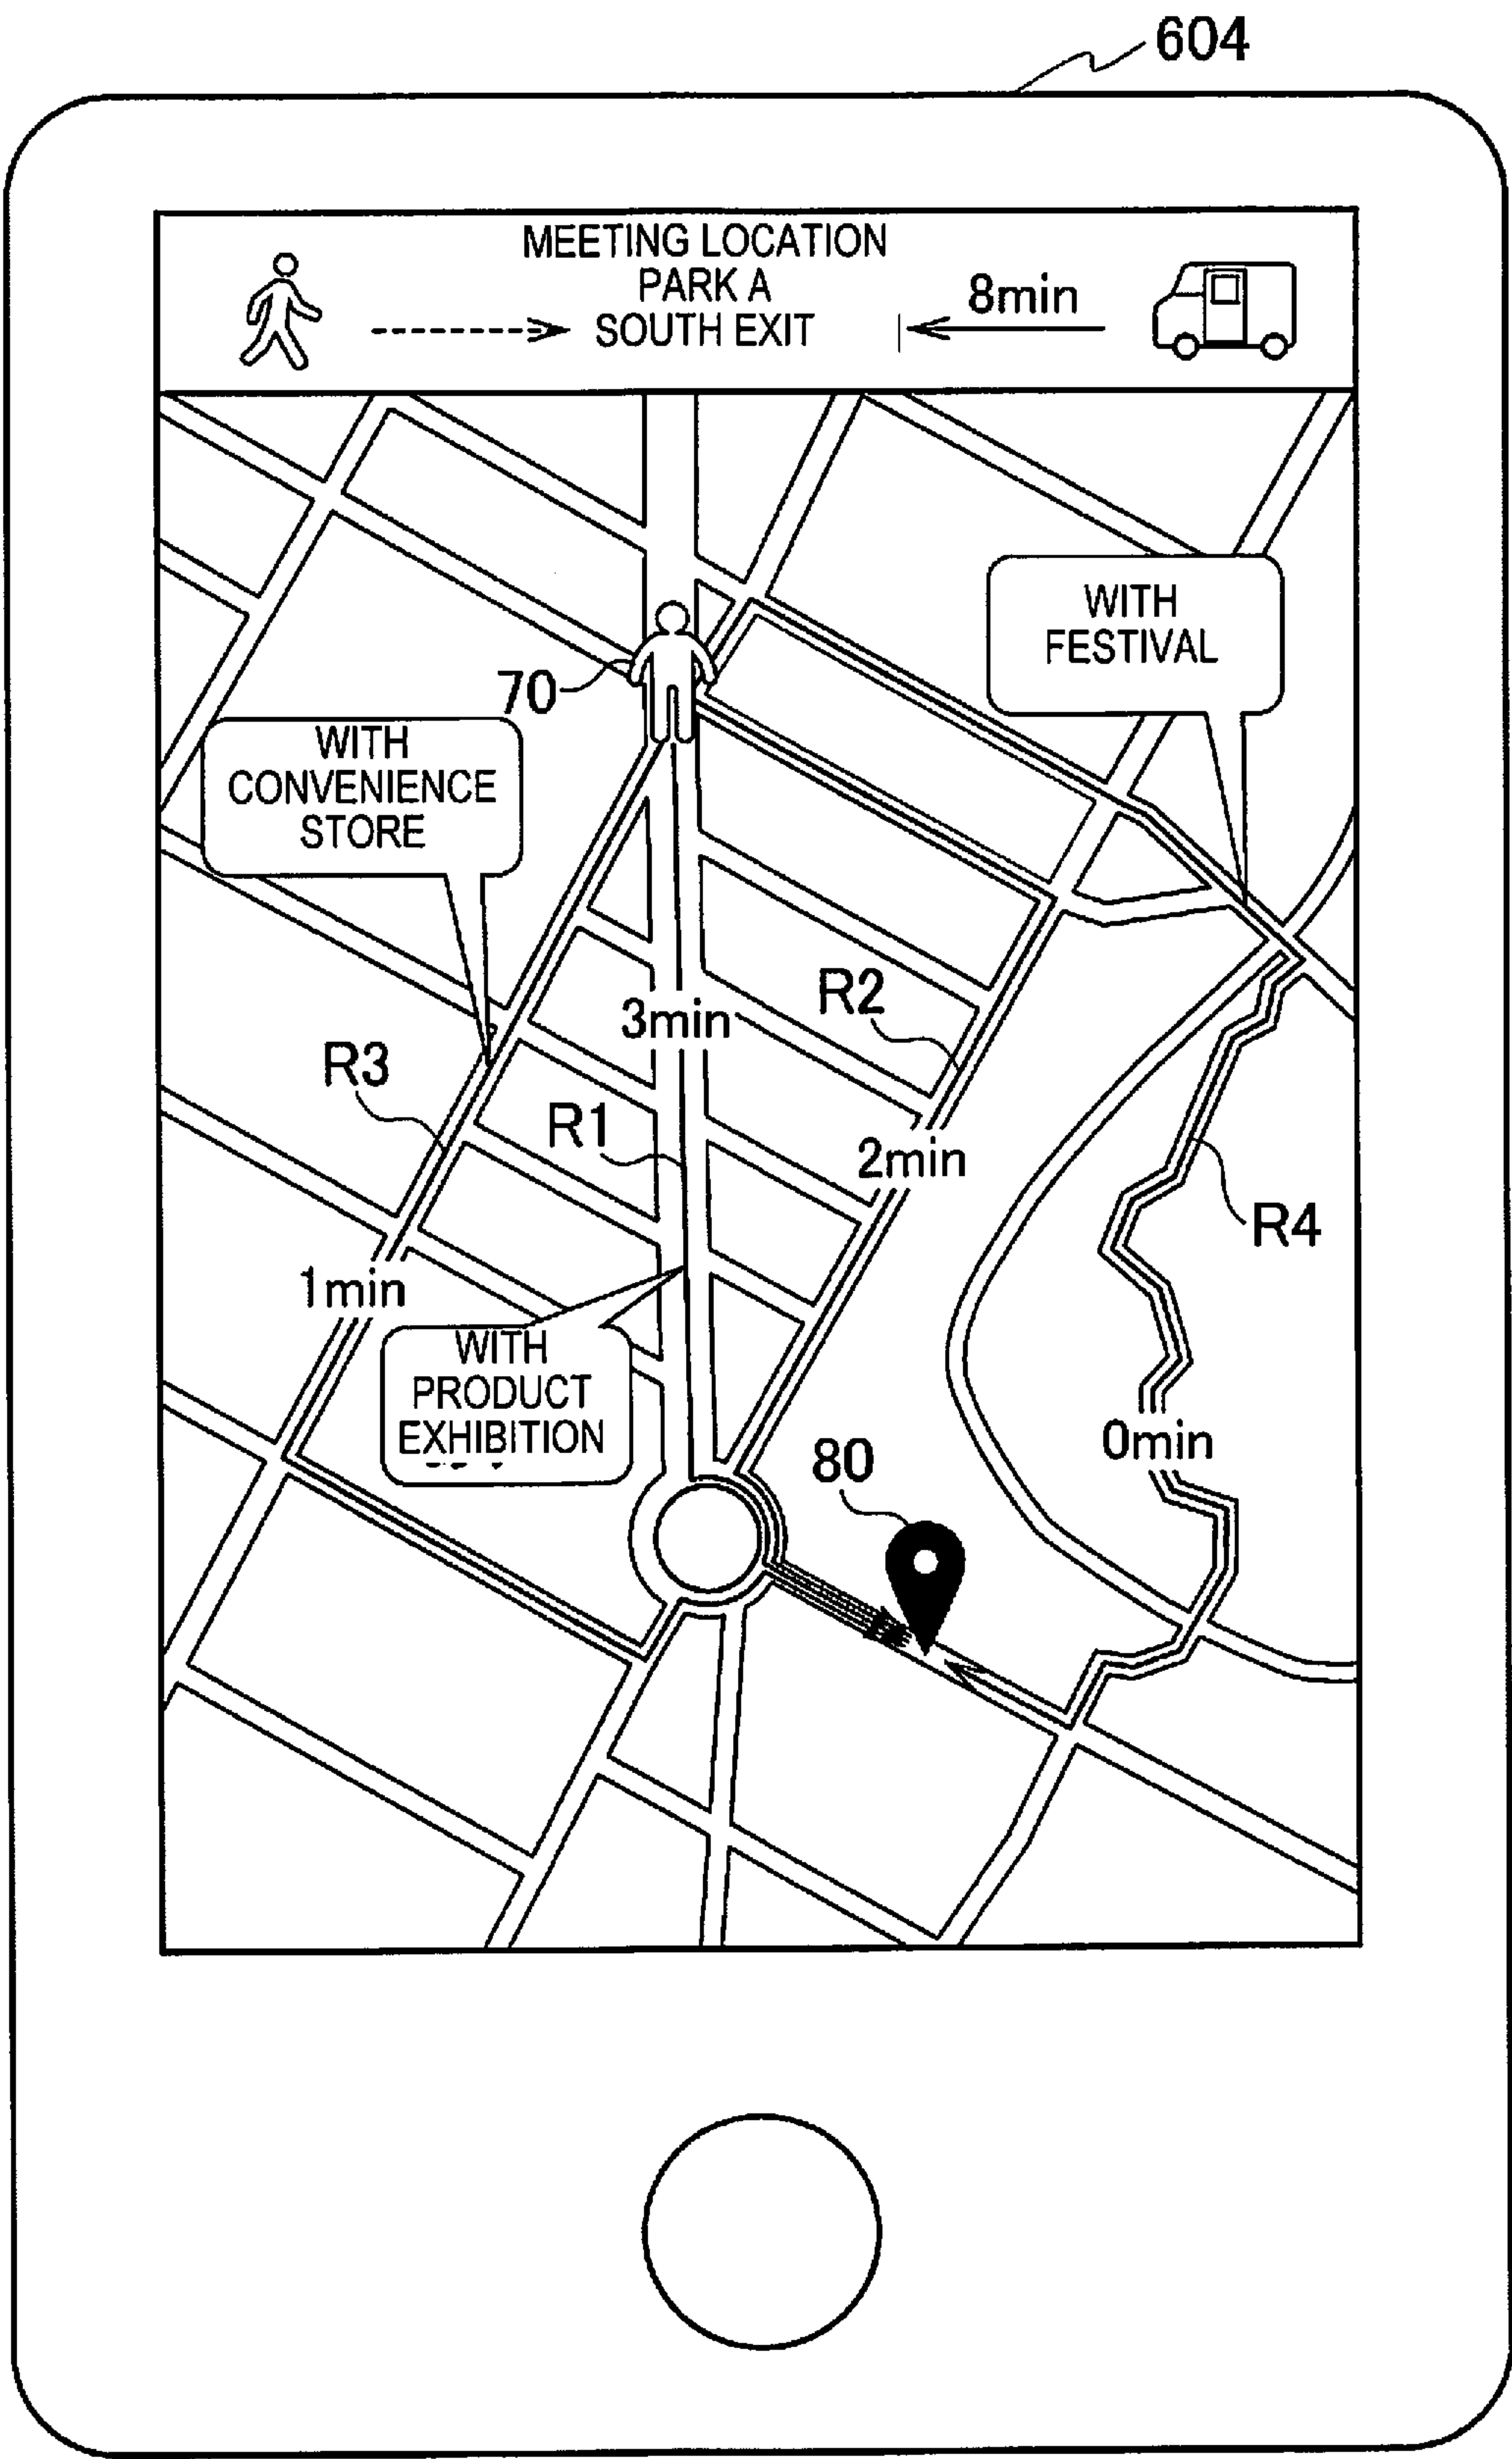 604
MEETING LOCATION
PARK A
SOUTH EXIT
8min
WITH
FESTIVAL
70
WITH
CONVENIENCE
STORE
R2
3min
R3
R1
2min
R4
1min
WITH
PRODUCT
EXHIBITION
0min
80